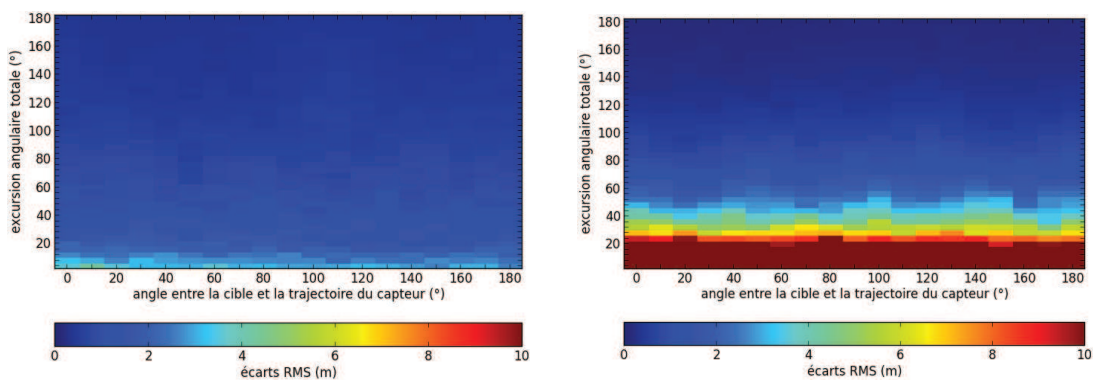 180
160
140
120
100
80
60
40
20
excursion angulaire totale (°)
0 20 40 60 80 100 120 140 160 180
angle entre la cible et la trajectoire du capteur (°)
0 2 4 6 8 10
écarts RMS (m)
180
160
140
120
100
80
60
40
20
excursion angulaire totale (°)
0 20 40 60 80 100 120 140 160 180
angle entre la cible et la trajectoire du capteur (°)
0 2 4 6 8 10
écarts RMS (m)